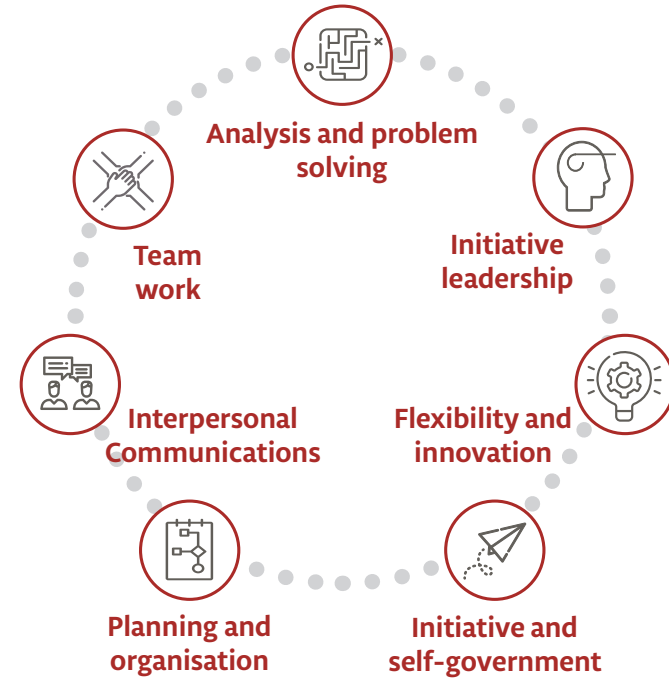 Analysis and problem
solving
Team
work
Initiative
leadership
Interpersonal
Communications
Flexibility and
innovation
Planning and
organisation
Initiative and
self-government